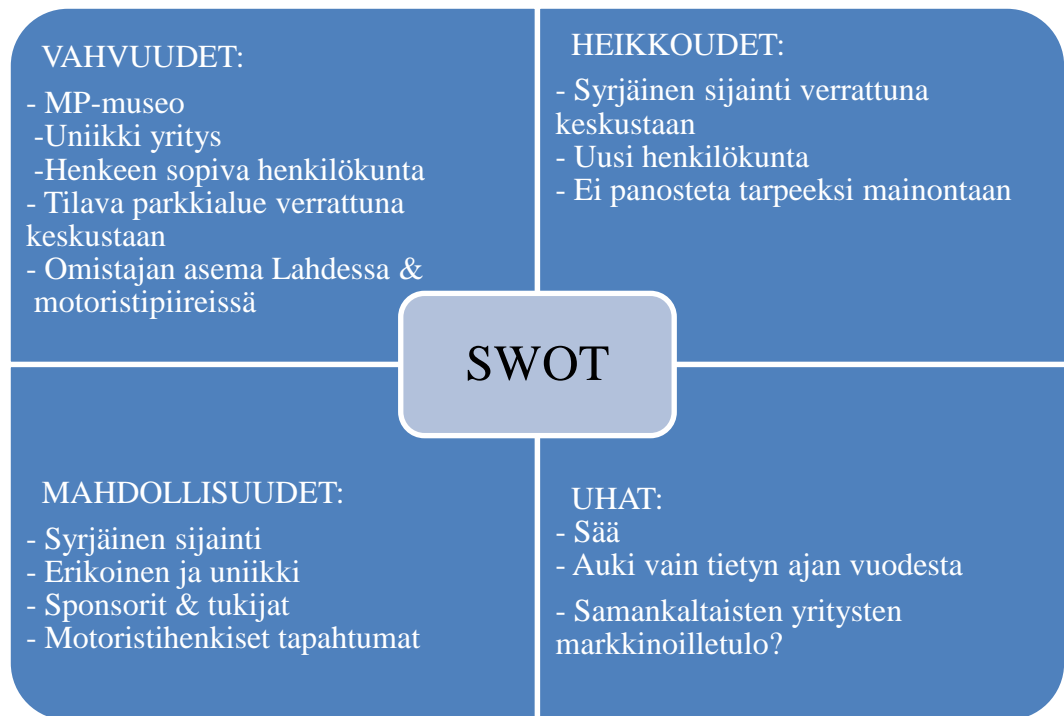 VAHVUUDET:
- MP-museo
-Uniikki yritys
-Henkeen sopiva henkilökunta
- Tilava parkkialue verrattuna
keskustaan
- Omistajan asema Lahdessa &
motoristipiireissä
HEIKKOUDET:
- Syrjäinen sijainti verrattuna
keskustaan
- Uusi henkilökunta
- Ei panosteta tarpeeksi mainontaan
SWOT
MAHDOLLISUUDET:
- Syrjäinen sijainti
- Erikoinen ja uniikki
- Sponsorit & tukijat
- Motoristihenkiset tapahtumat
UHAT:
- Sää
- Auki vain tietyn ajan vuodesta
- Samankaltaisten yritysten
markkinoilletulo?